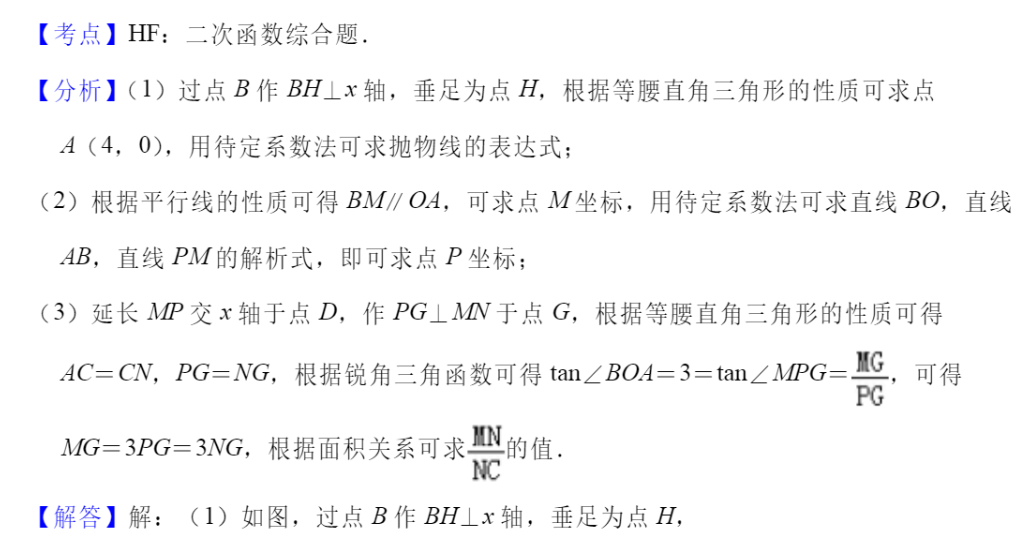 【考点】HF：二次函数综合题．
【分析】（1）过点 B 作 BH⊥x 轴，垂足为点 H，根据等腰直角三角形的性质可求点
A（4，0），用待定系数法可求抛物线的表达式；
（2）根据平行线的性质可得 BM∥OA，可求点 M 坐标，用待定系数法可求直线 BO，直线
AB，直线 PM 的解析式，即可求点 P 坐标；
（3）延长 MP 交 x 轴于点 D，作 PG⊥MN 于点 G，根据等腰直角三角形的性质可得
AC=CN，PG=NG，根据锐角三角函数可得 tan∠BOA=3=tan∠MPG=MG/PG，可得
MG=3PG=3NG，根据面积关系可求MN/NC的值．
【解答】解：（1）如图，过点 B 作 BH⊥x 轴，垂足为点 H，